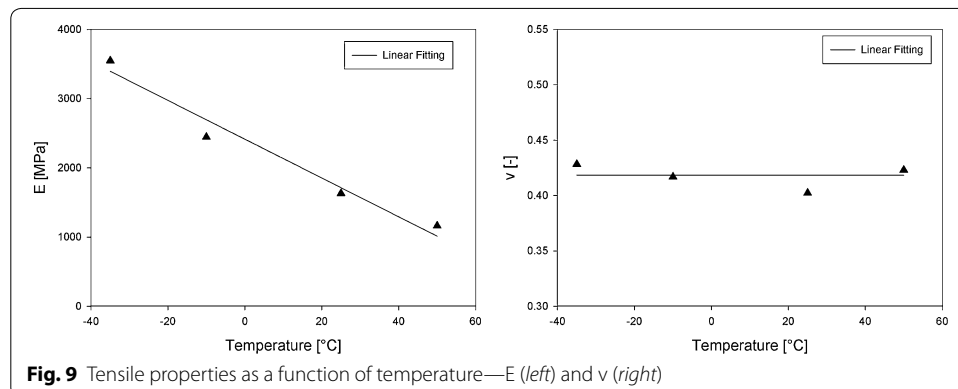 4000
3000
2000
1000
0
E [MPa]
-40 -20 0 20 40 60
Temperature [°C]
Linear Fitting
0.55
0.50
0.45
0.40
0.35
0.30
v [-]
-40 -20 0 20 40 60
Temperature [°C]
Linear Fitting
Fig. 9 Tensile properties as a function of temperature—E (left) and v (right)